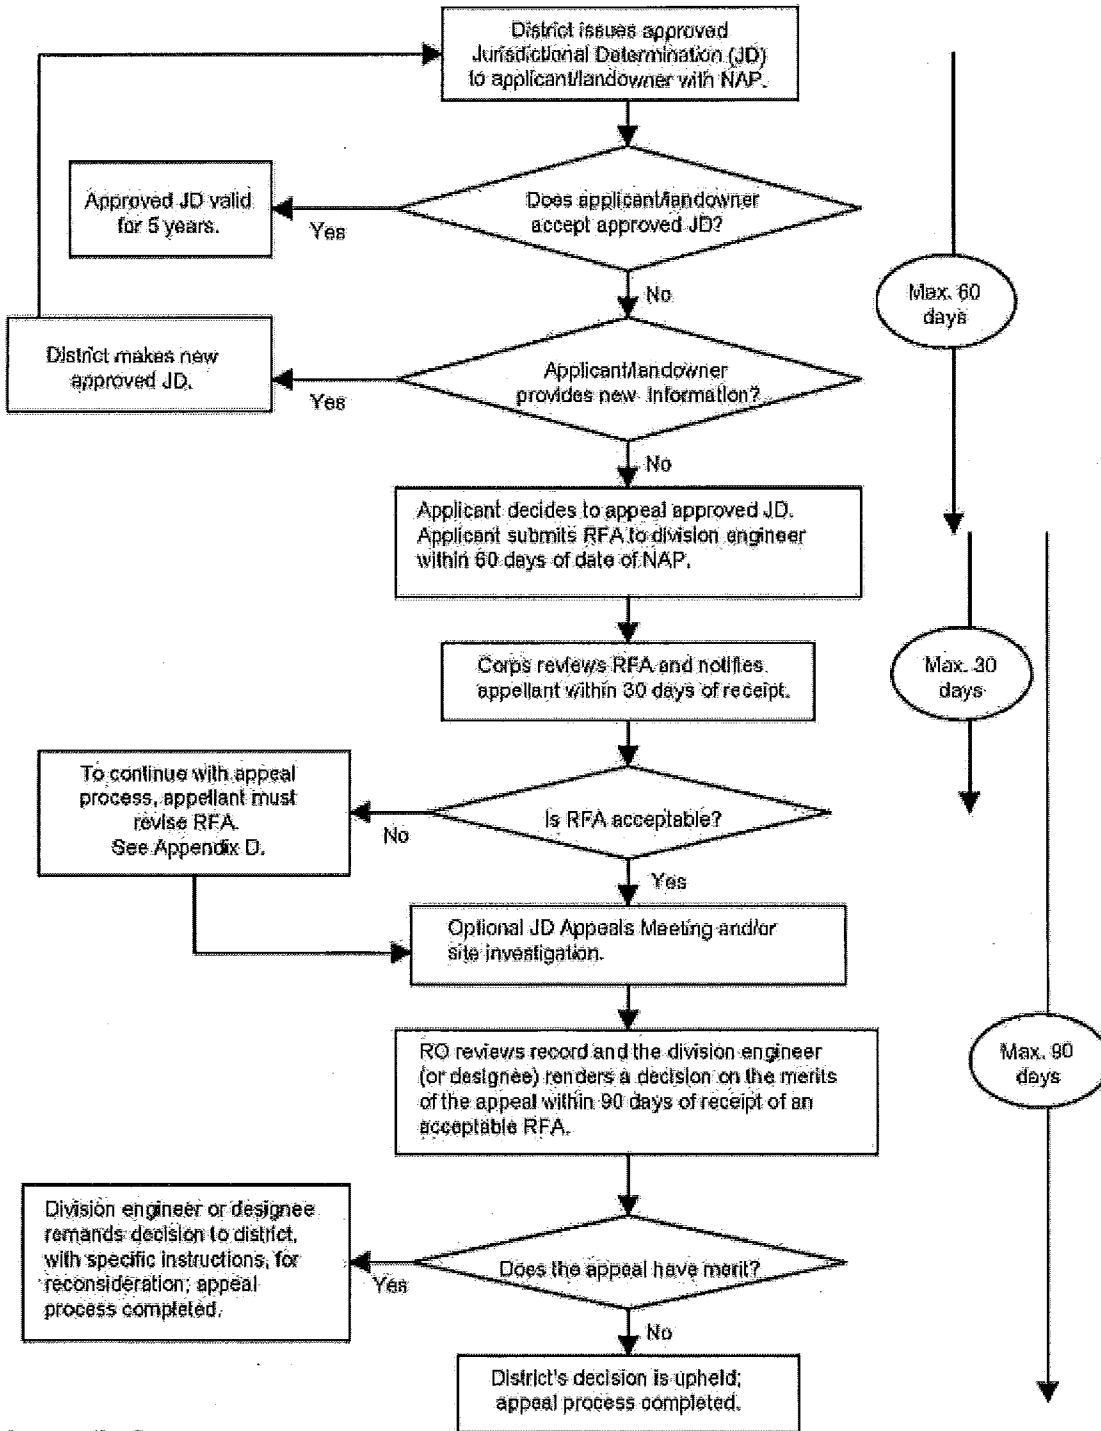 District issues approved
Jurisdictional Determination (JD)
to applicant/landowner with NAP.
Does applicant/landowner
accept approved JD?
Yes
Approved JD valid
for 5 years.
No
Max. 60
days
Applicant/landowner
provides new information?
Yes
District makes new
approved JD.
No
Applicant decides to appeal approved JD.
Applicant submits RFA to division engineer
within 60 days of date of NAP.
Corps reviews RFA and notifies
appellant within 30 days of receipt.
Max. 30
days
Is RFA acceptable?
No
To continue with appeal
process, appellant must
revise RFA.
See Appendix D.
Yes
Optional JD Appeals Meeting and/or
site investigation.
RO reviews record and the division engineer
(or designee) renders a decision on the merits
of the appeal within 90 days of receipt of an
acceptable RFA.
Max. 90
days
Does the appeal have merit?
Yes
Division engineer or designee
remands decision to district,
with specific instructions, for
reconsideration; appeal
process completed.
No
District's decision is upheld;
appeal process completed.